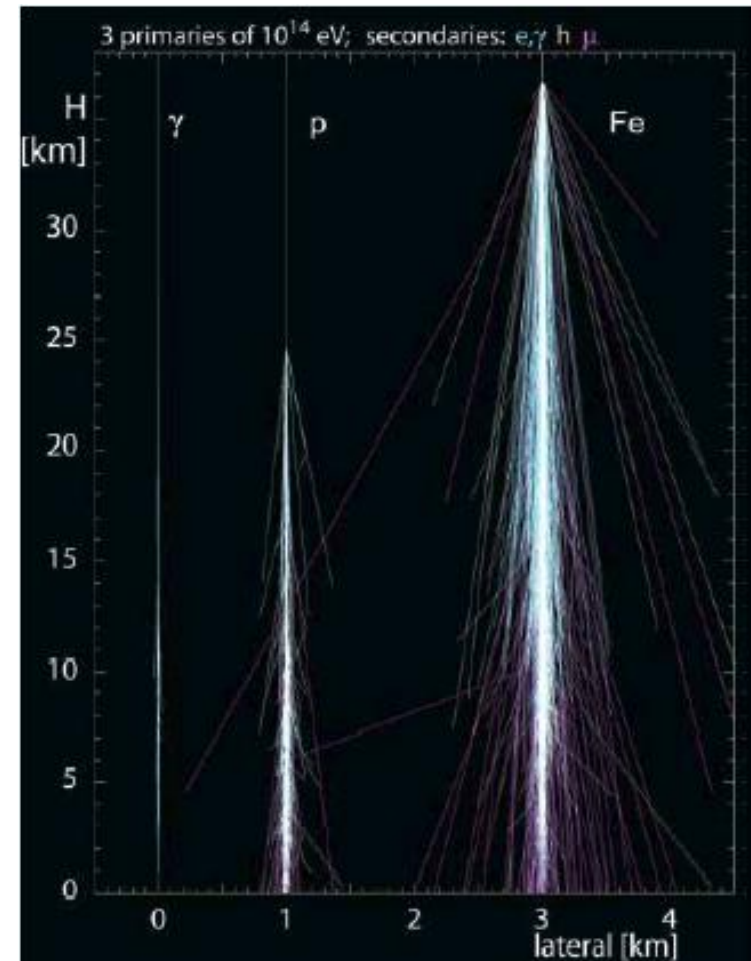 3 primaries of 10¹⁴ eV; secondaries: e,γ h μ
H
[km]
γ p Fe
30
25
20
15
10
5
0
0 1 2 3 4
lateral [km]